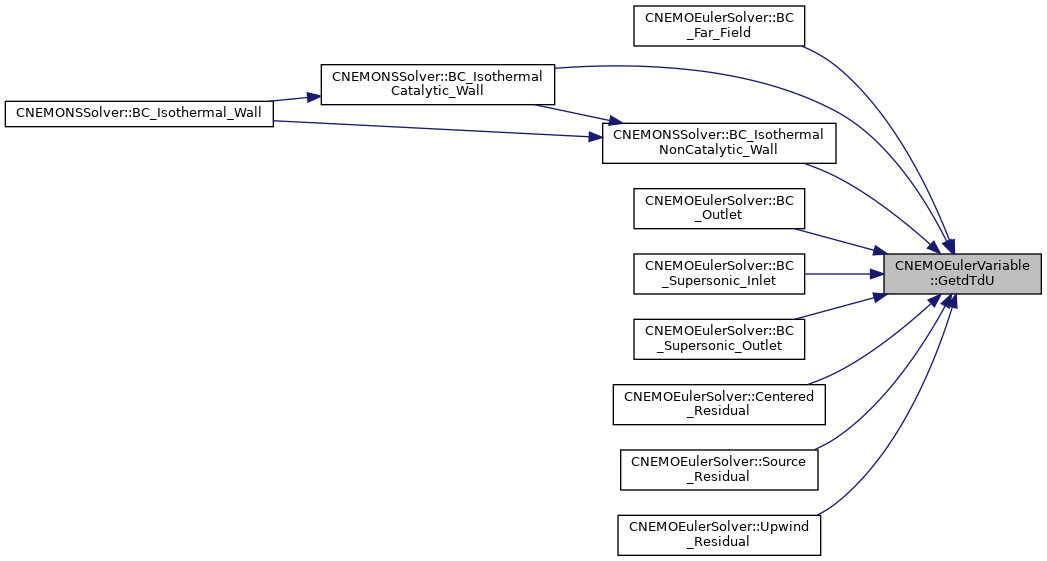 CNEMOEulerSolver::BC
_Far_Field
CNEMONSSolver::BC_Isothermal
Catalytic_Wall
CNEMONSSolver::BC_Isothermal_Wall
CNEMONSSolver::BC_Isothermal
NonCatalytic_Wall
CNEMOEulerSolver::BC
_Outlet
CNEMOEulerVariable
::GetdTdU
CNEMOEulerSolver::BC
_Supersonic_Inlet
CNEMOEulerSolver::BC
_Supersonic_Outlet
CNEMOEulerSolver::Centered
_Residual
CNEMOEulerSolver::Source
_Residual
CNEMOEulerSolver::Upwind
_Residual